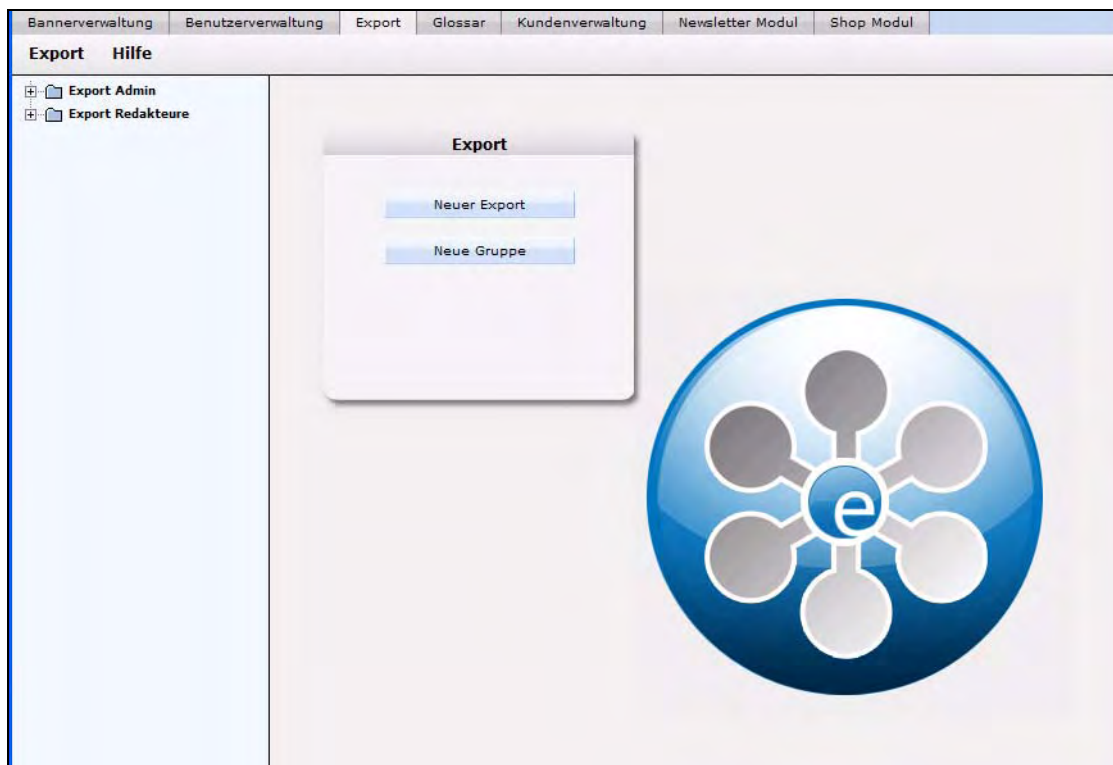 Bannerverwaltung Benutzerverwaltung Export Glossar Kundenverwaltung Newsletter Modul Shop Modul
Export Hilfe
Export Admin
Export Redakteure
Export
Neuer Export
Neue Gruppe
e